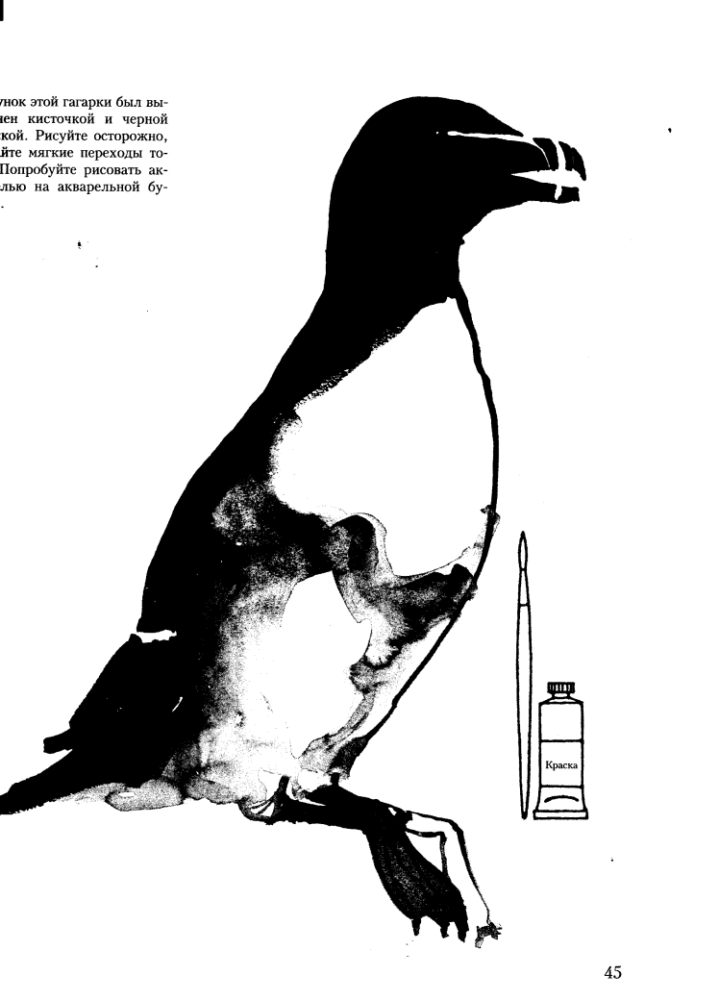 унок этой гагарки был вы-
нен кисточкой и черной
ской. Рисуйте осторожно,
йте мягкие переходы то-
Попробуйте рисовать ак-
лью на акварельной бу-
.
Краска
45